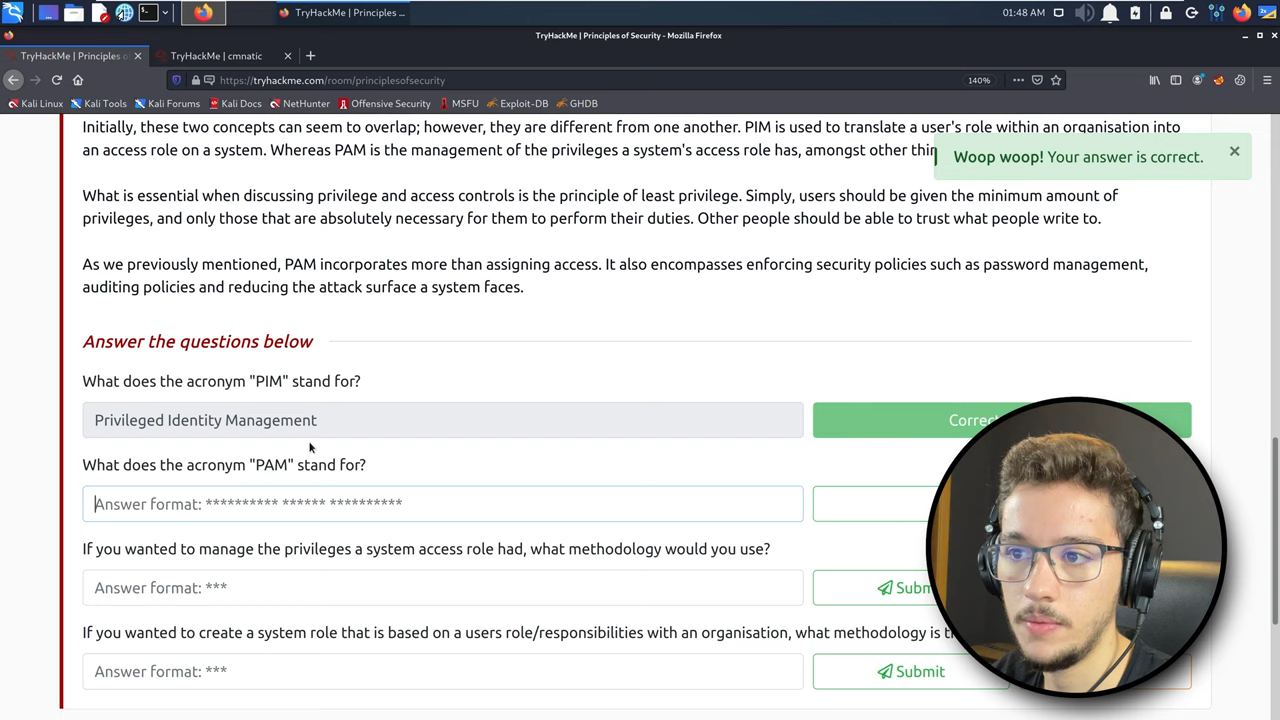 TryHackMe | Principles ...
01:48 AM
TryHackMe | Principles of Security - Mozilla Firefox
TryHackMe | Principles of
TryHackMe | cmnatic
https://tryhackme.com/room/principlesofsecurity
140%
Kali Linux
Kali Tools
Kali Forums
Kali Docs
NetHunter
Offensive Security
MSFU
Exploit-DB
GHDB
Initially, these two concepts can seem to overlap; however, they are different from one another. PIM is used to translate a user's role within an organisation into
an access role on a system. Whereas PAM is the management of the privileges a system's access role has, amongst other
Woop woop! Your answer is correct.
What is essential when discussing privilege and access controls is the principle of least privilege. Simply, users should be given the minimum amount of
privileges, and only those that are absolutely necessary for them to perform their duties. Other people should be able to trust what people write to.
As we previously mentioned, PAM incorporates more than assigning access. It also encompasses enforcing security policies such as password management,
auditing policies and reducing the attack surface a system faces.
Answer the questions below
What does the acronym "PIM" stand for?
Privileged Identity Management
Correct
What does the acronym "PAM" stand for?
Answer format: ********** ****** **********
If you wanted to manage the privileges a system access role had, what methodology would you use?
Answer format: ***
Subm
If you wanted to create a system role that is based on a users role/responsibilities with an organisation, what methodology is
Answer format: ***
Submit